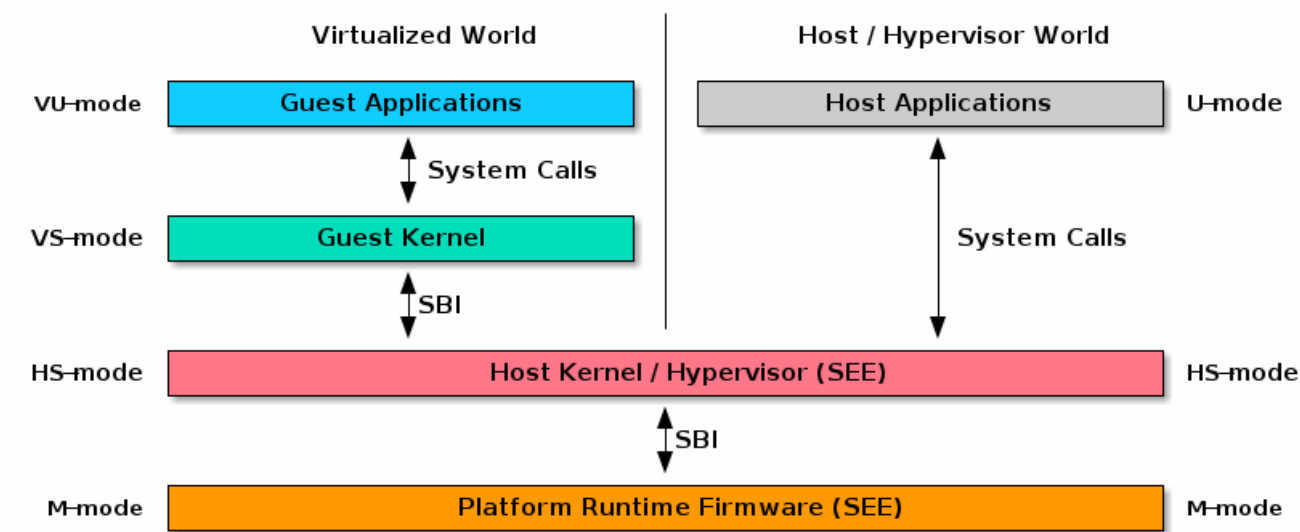 Virtualized World
Host / Hypervisor World
VU-mode
Guest Applications
Host Applications
U-mode
System Calls
VS-mode
Guest Kernel
System Calls
SBI
HS-mode
Host Kernel / Hypervisor (SEE)
HS-mode
SBI
M-mode
Platform Runtime Firmware (SEE)
M-mode